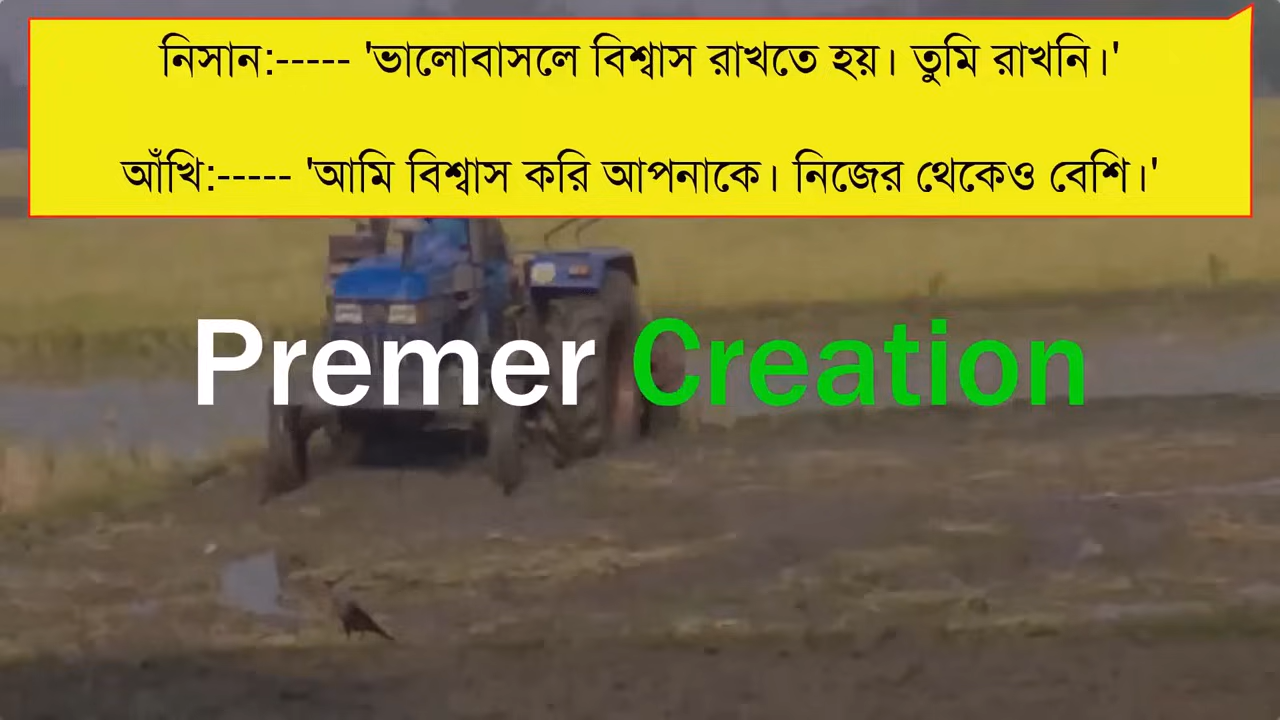 নিসান:----- 'ভালোবাসলে বিশ্বাস রাখতে হয়। তুমি রাখনি।'
আঁখি:----- 'আমি বিশ্বাস করি আপনাকে। নিজের থেকেও বেশি।'
Premer Creation